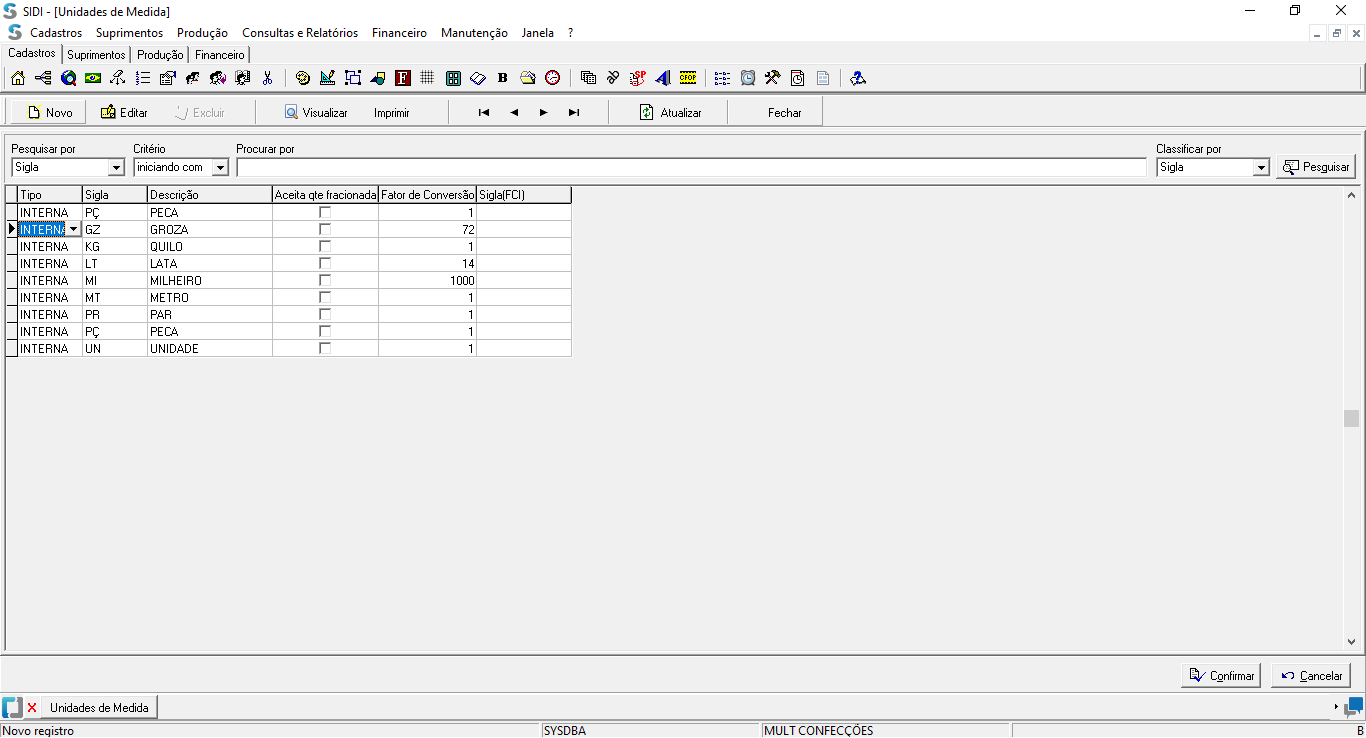 SIDI - [Unidades de Medida]
Cadastros Suprimentos Produção Consultas e Relatórios Financeiro Manutenção Janela ?
Cadastros Suprimentos Produção Financeiro
F B SP CFOP
Novo Editar Excluir Visualizar Imprimir Atualizar Fechar
Pesquisar por Critério Procurar por Classificar por
Sigla iniciando com Sigla Pesquisar
Tipo Sigla Descrição Aceita qte fracionada Fator de Conversão Sigla(FCI)
INTERNA PÇ PECA 1
INTERNA GZ GROZA 72
INTERNA KG QUILO 1
INTERNA LT LATA 14
INTERNA MI MILHEIRO 1000
INTERNA MT METRO 1
INTERNA PR PAR 1
INTERNA PÇ PECA 1
INTERNA UN UNIDADE 1
Confirmar Cancelar
Unidades de Medida
Novo registro SYSDBA MULT CONFECÇÕES B